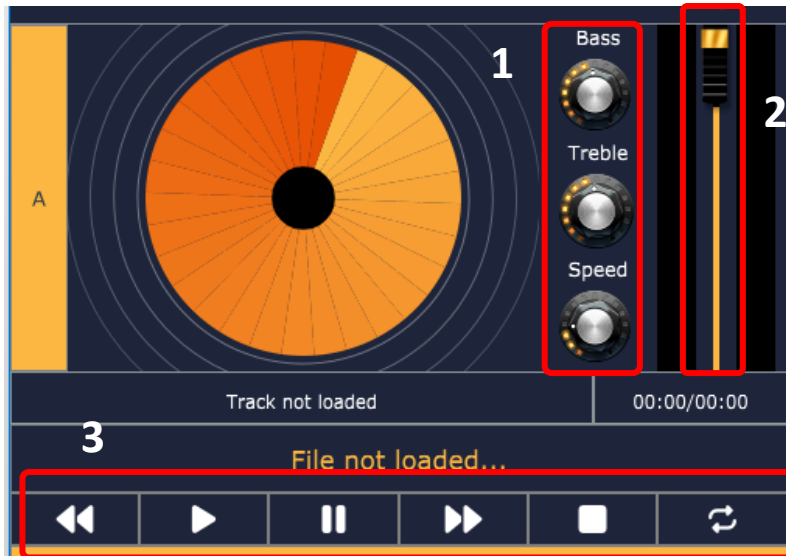 1
Bass
2
Treble
A
Speed
Track not loaded
00:00/00:00
3
File not loaded...